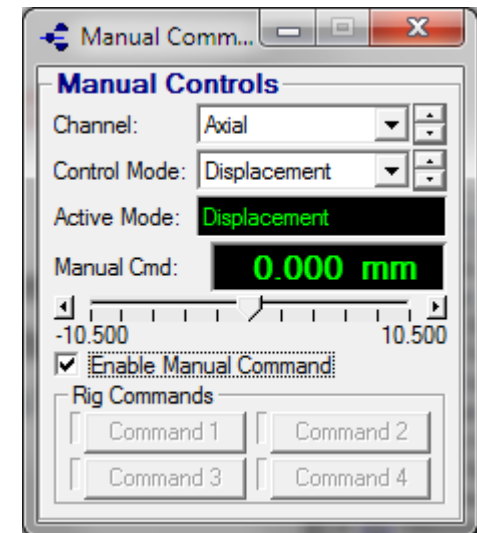 Manual Comm...
Manual Controls
Channel: Axial
Control Mode: Displacement
Active Mode: Displacement
Manual Cmd: 0.000 mm
-10.500 10.500
Enable Manual Command
Rig Commands
Command 1 Command 2
Command 3 Command 4